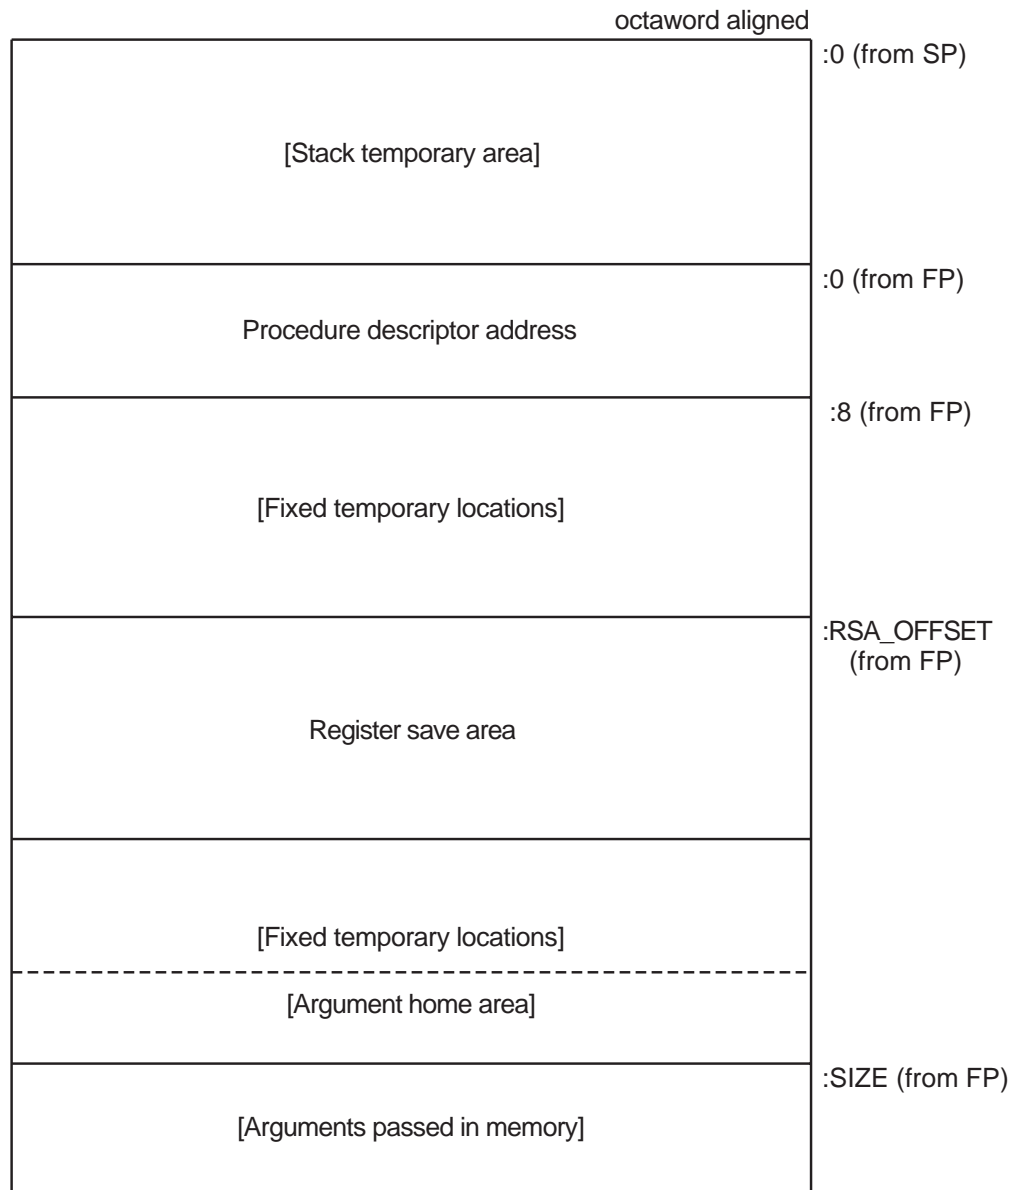 octaword aligned
:0 (from SP)
[Stack temporary area]
:0 (from FP)
Procedure descriptor address
:8 (from FP)
[Fixed temporary locations]
:RSA_OFFSET
(from FP)
Register save area
[Fixed temporary locations]
[Argument home area]
:SIZE (from FP)
[Arguments passed in memory]